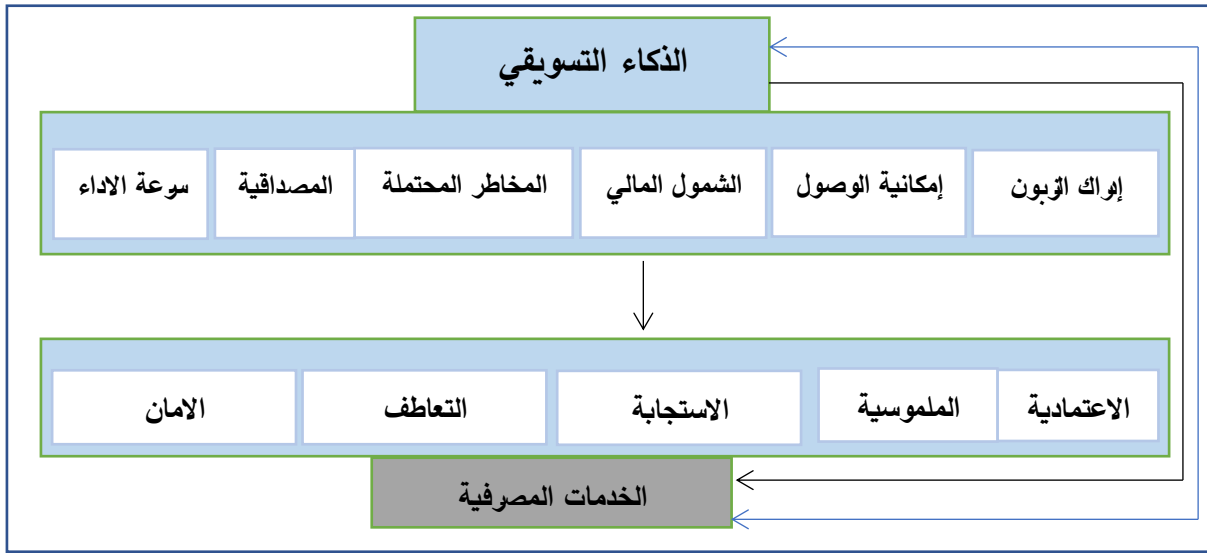 الذكاء التسويقي
إدراك الزبون
إمكانية الوصول
الشمول المالي
المخاطر المحتملة
المصداقية
سرعة الاداء
الاعتمادية
الملموسية
الاستجابة
التعاطف
الامان
الخدمات المصرفية